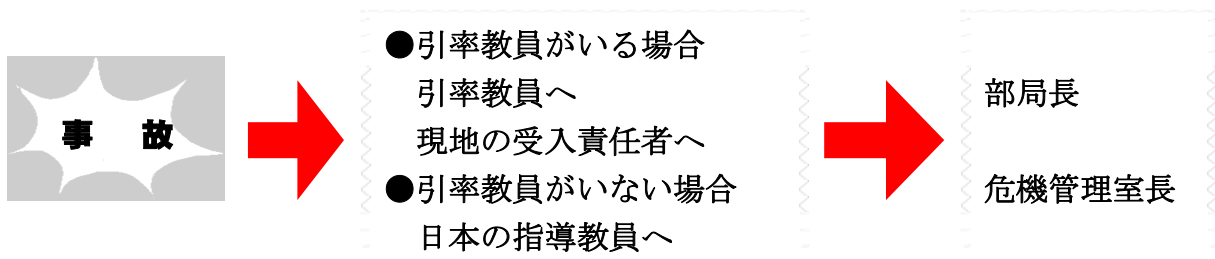 事 故
●引率教員がいる場合
引率教員へ
現地の受入責任者へ
●引率教員がいない場合
日本の指導教員へ
部局長
危機管理室長